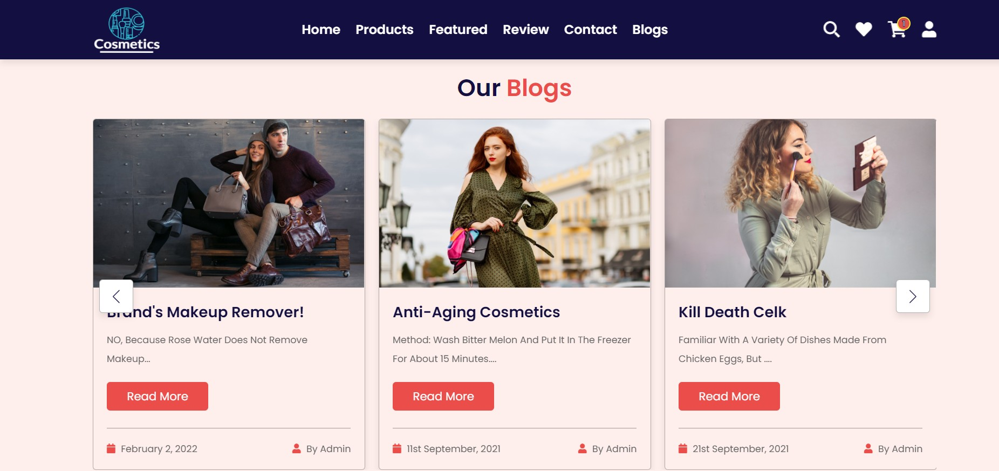 Cosmetics
Home Products Featured Review Contact Blogs
1
Our Blogs
Brand's Makeup Remover!
NO, Because Rose Water Does Not Remove
Makeup...
Read More
February 2, 2022 By Admin
Anti-Aging Cosmetics
Method: Wash Bitter Melon And Put It In The Freezer
For About 15 Minutes....
Read More
11st September, 2021 By Admin
Kill Death Celk
Familiar With A Variety Of Dishes Made From
Chicken Eggs, But ....
Read More
21st September, 2021 By Admin